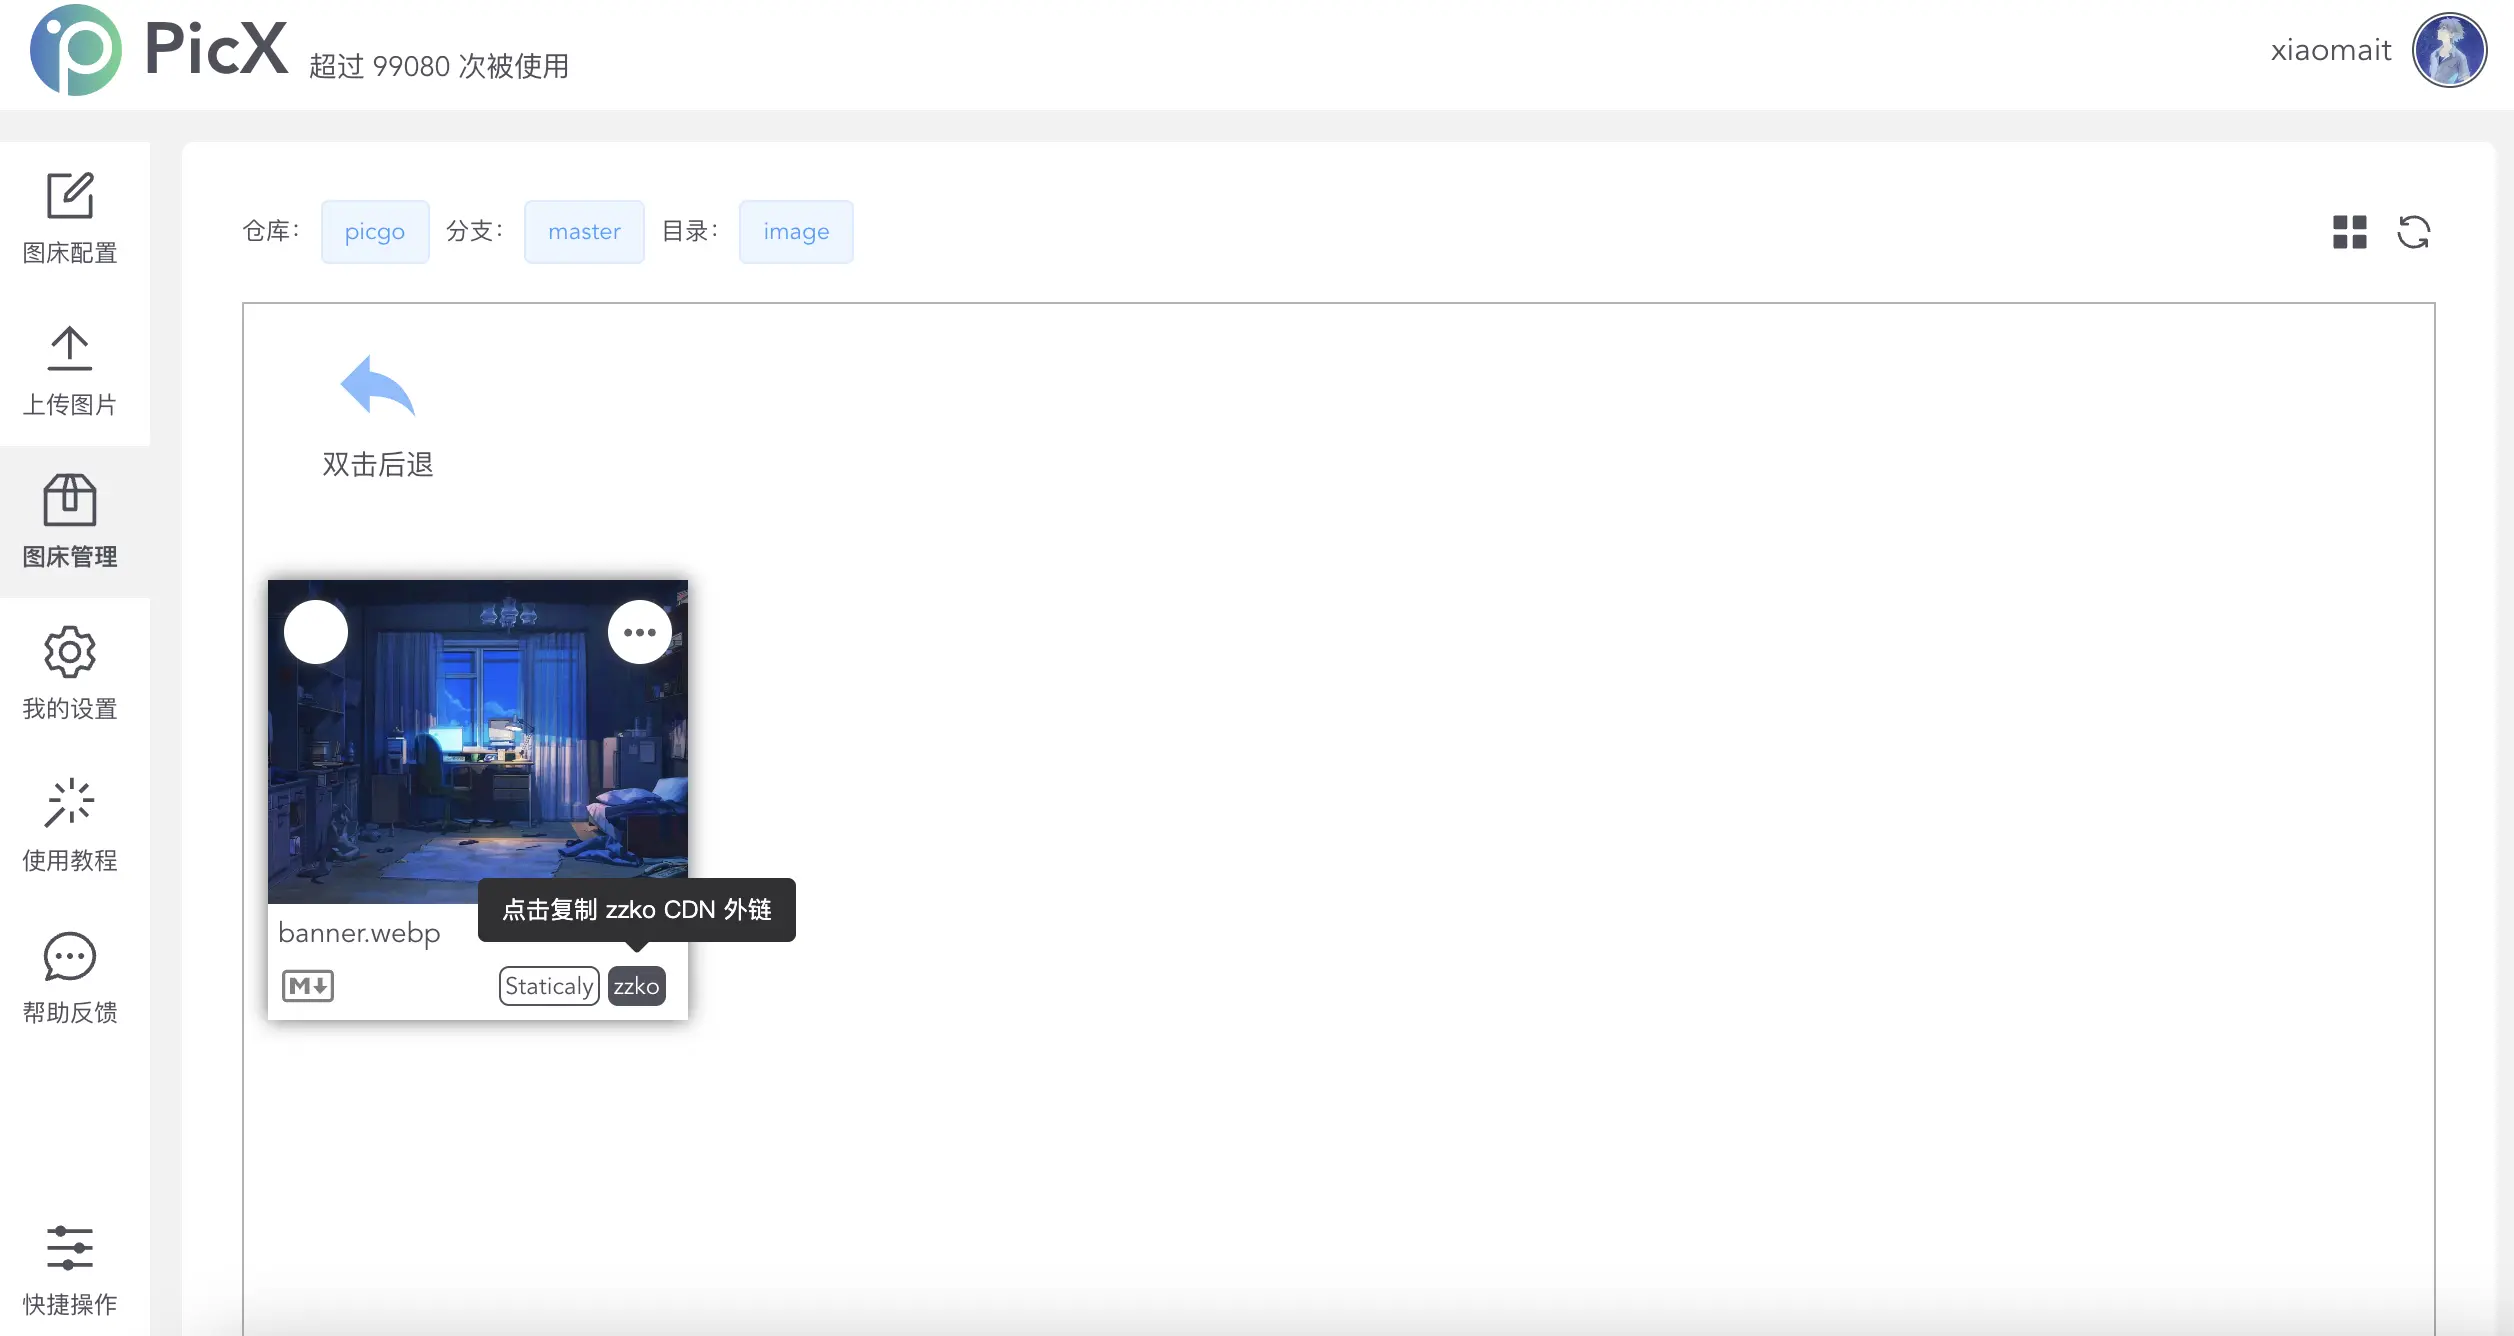 PicX 超过 99080 次被使用
xiaomait
图床配置
上传图片
图床管理
我的设置
使用教程
帮助反馈
快捷操作
仓库： picgo 分支： master 目录： image
双击后退
点击复制 zzko CDN 外链
banner.webp
M Staticaly zzko